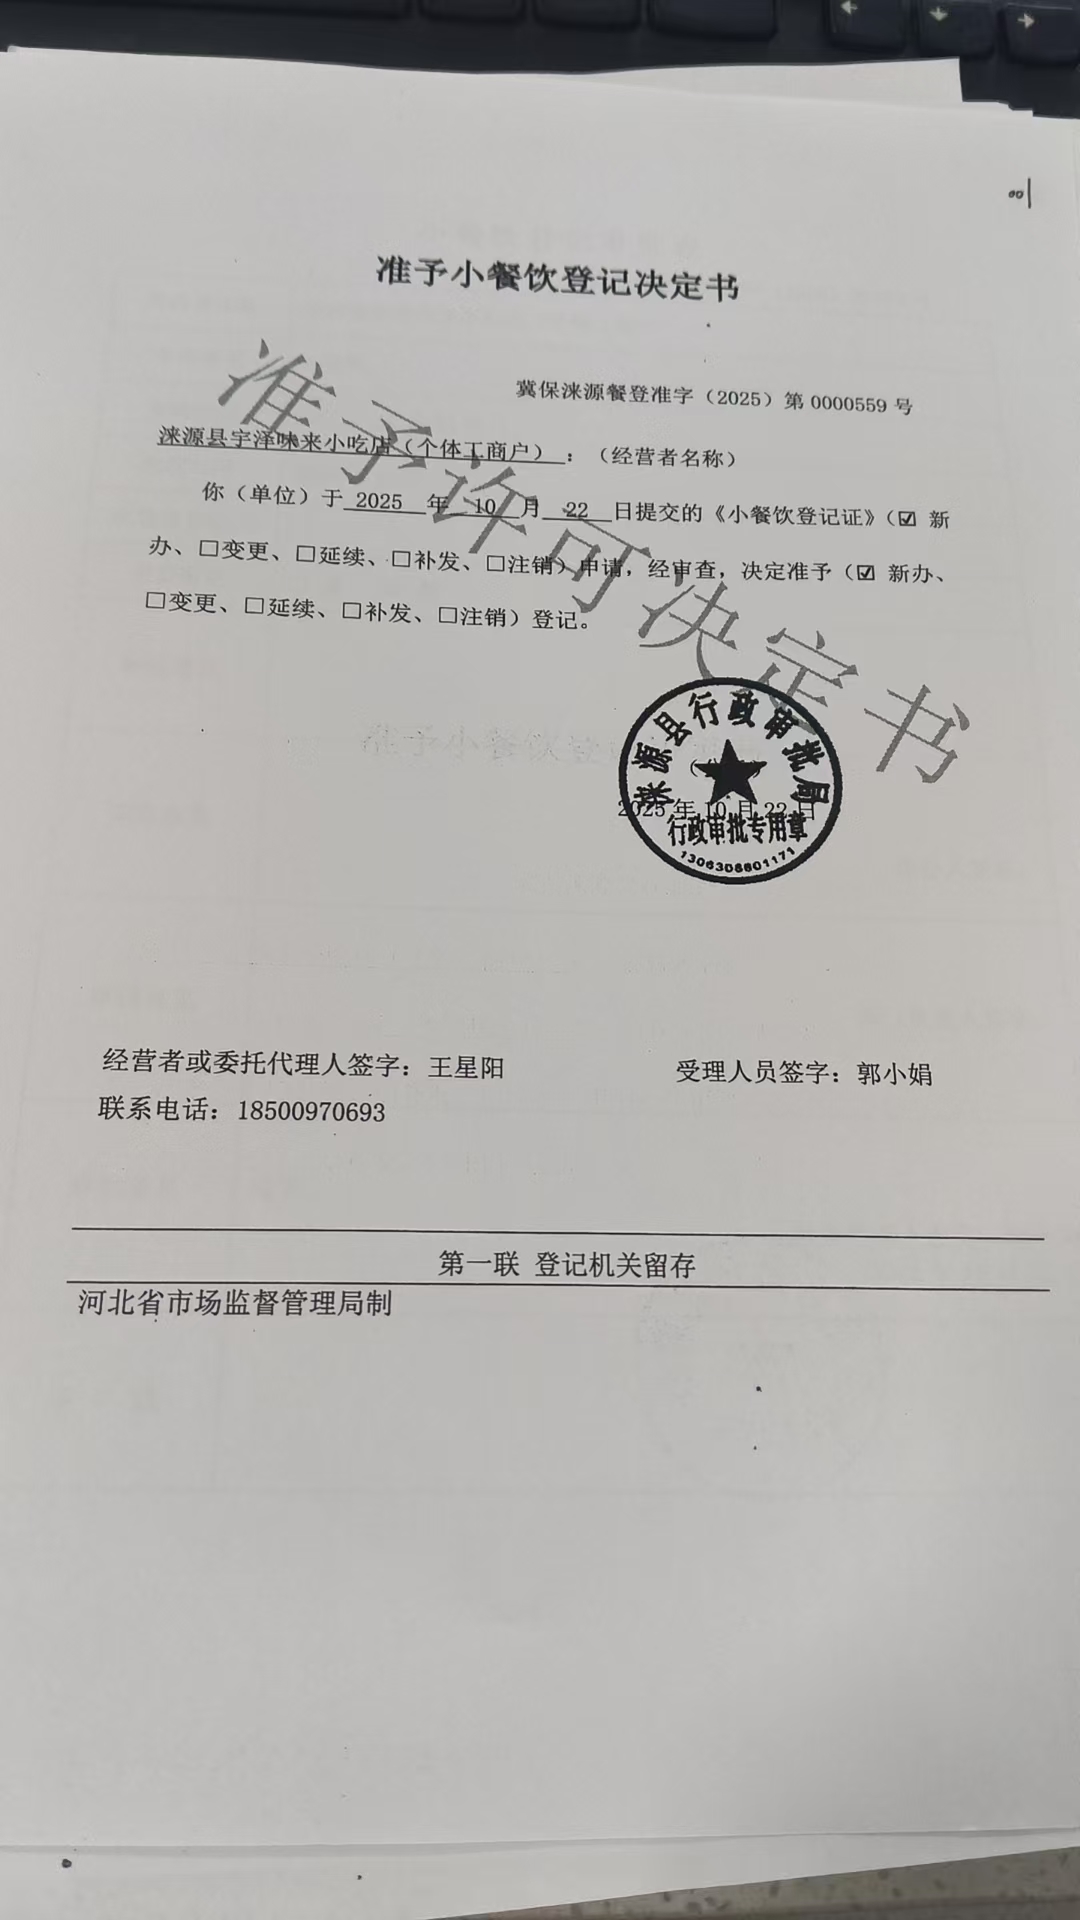 001
准予小餐饮登记决定书
冀保涞源餐登准字（2025）第 0000559 号
涞源县宇泽味来小吃店（个体工商户）：（经营者名称）
你（单位）于 2025 年 10 月 22 日提交的《小餐饮登记证》（☑ 新
办、□变更、□延续、□补发、□注销）申请，经审查，决定准予（☑ 新办、
□变更、□延续、□补发、□注销）登记。
准予许可决定书
涞源县行政审批局
2025 年 10 月 22 日
行政审批专用章
1306308801171
经营者或委托代理人签字：王星阳
受理人员签字：郭小娟
联系电话：18500970693
第一联 登记机关留存
河北省市场监督管理局制